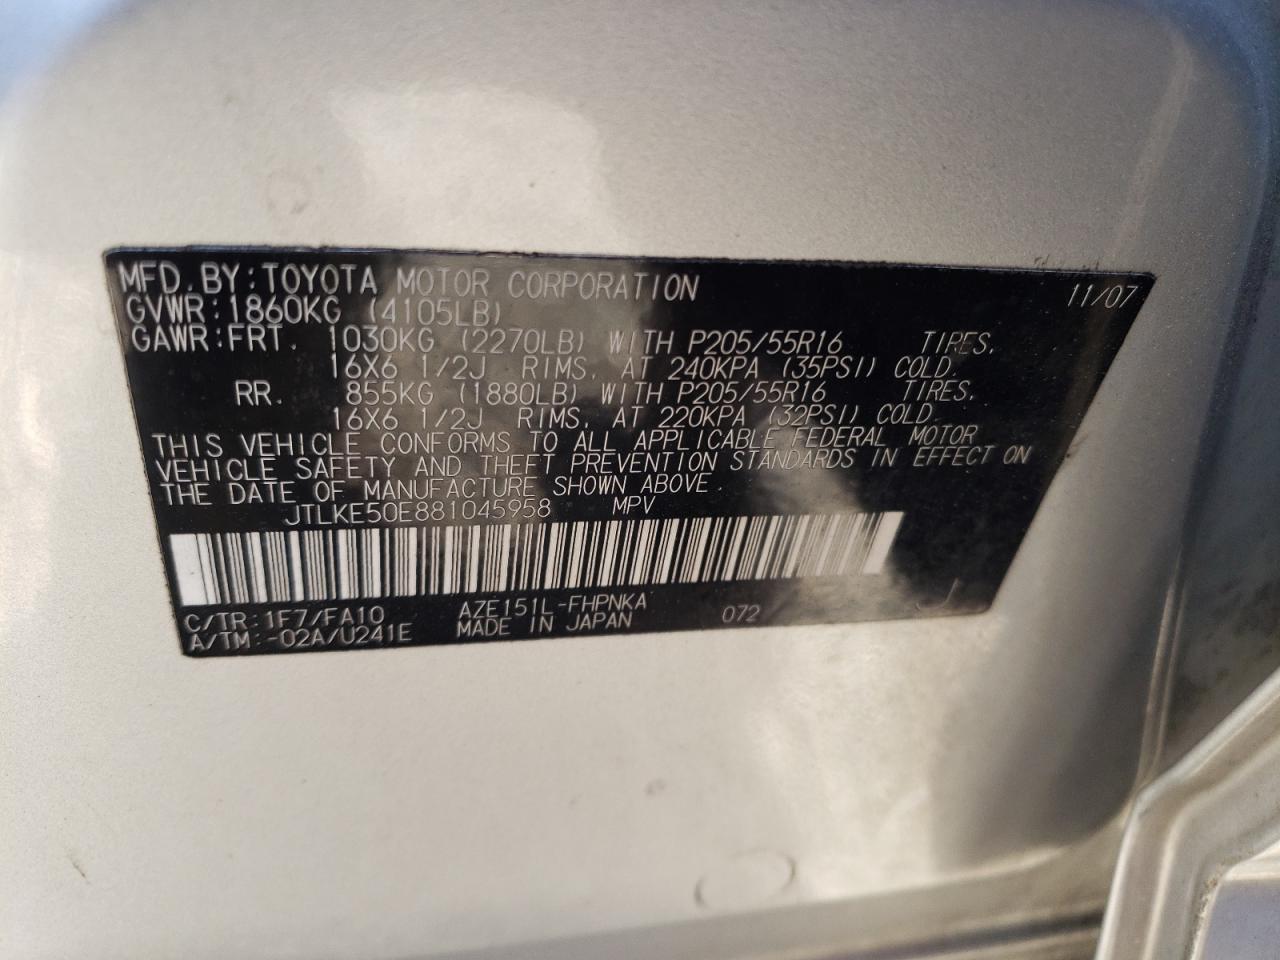 MFD. BY: TOYOTA MOTOR CORPORATION 11/07
GVWR: 1860KG (4105LB)
GAWR: FRT. 1030KG (2270LB) WITH P205/55R16 TIRES,
16X6 1/2J RIMS, AT 240KPA (35PSI) COLD.
RR. 855KG (1880LB) WITH P205/55R16 TIRES,
16X6 1/2J RIMS, AT 220KPA (32PSI) COLD.
THIS VEHICLE CONFORMS TO ALL APPLICABLE FEDERAL MOTOR
VEHICLE SAFETY AND THEFT PREVENTION STANDARDS IN EFFECT ON
THE DATE OF MANUFACTURE SHOWN ABOVE.
JTLKE50E881045958 MPV
C/TR: 1F7/FA10 AZE151L-FHPNKA 072
A/TM: -02A/U241E MADE IN JAPAN